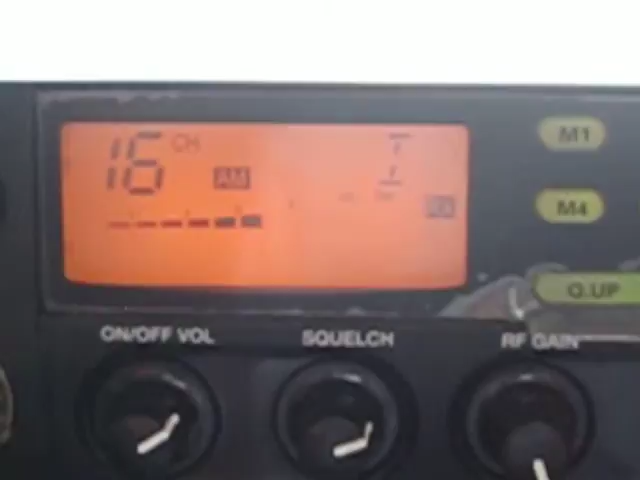 16 CH
AM
M1
M4
Q.UP
ON/OFF VOL
SQUELCH
RF GAIN